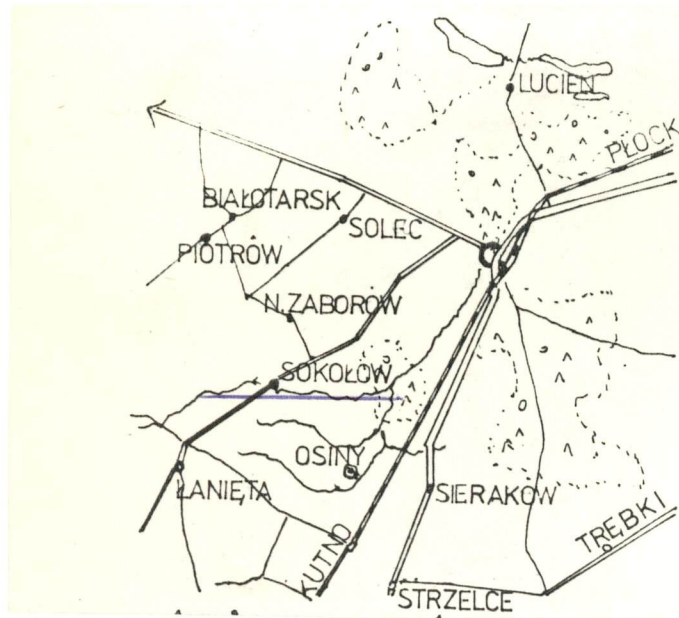 LUCIEŃ
PŁOCK
BIAŁOTARSK
SOLEC
PIOTRÓW
N. ZABORÓW
SOKOŁÓW
OSINY
ŁANIĘTA
SIERAKÓW
TRĘBKI
KUTNO
STRZELCE